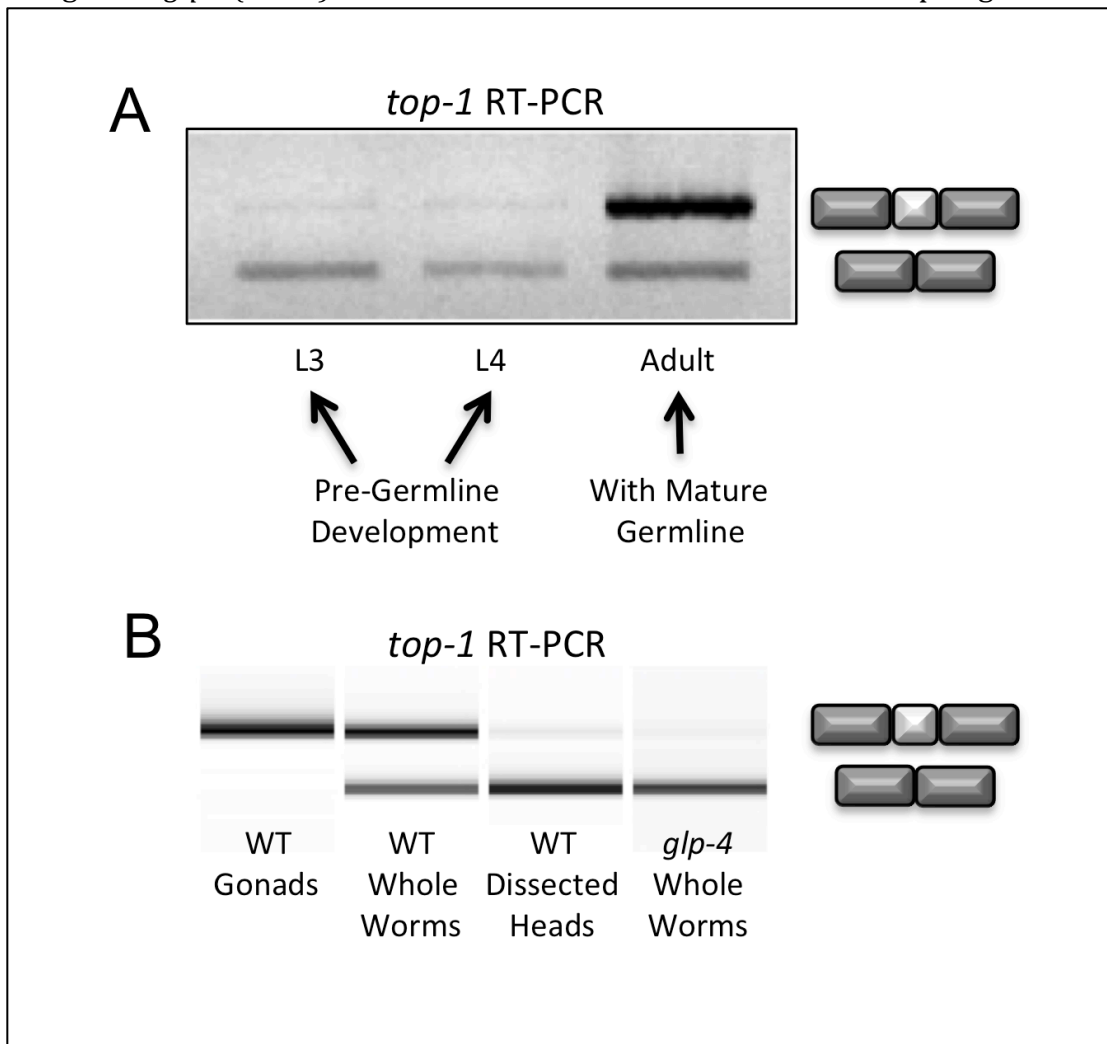 A
top-1 RT-PCR
L3 L4 Adult
Pre-Germline With Mature
Development Germline
B
top-1 RT-PCR
WT WT WT glp-4
Gonads Whole Dissected Whole
Worms Heads Worms